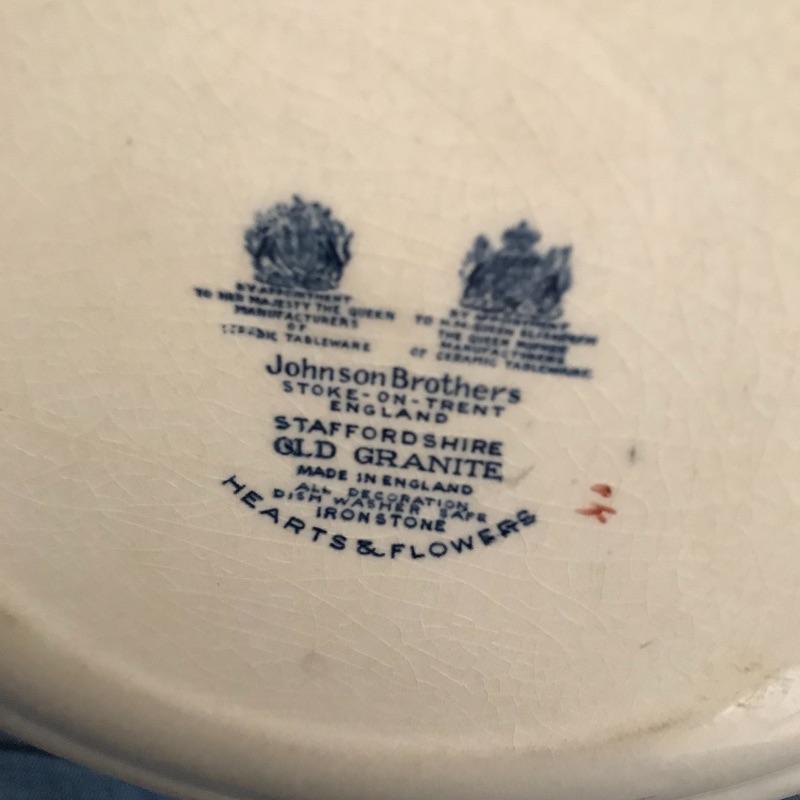 BY APPOINTMENT
TO HER MAJESTY THE QUEEN
MANUFACTURERS
OF
CERAMIC TABLEWARE
BY APPOINTMENT
TO H.M. QUEEN ELIZABETH
THE QUEEN MOTHER
MANUFACTURERS
OF CERAMIC TABLEWARE
Johnson Brothers
STOKE-ON-TRENT
ENGLAND
STAFFORDSHIRE
OLD GRANITE
MADE IN ENGLAND
ALL DECORATION
DISH WASHER SAFE
IRONSTONE
HEARTS & FLOWERS